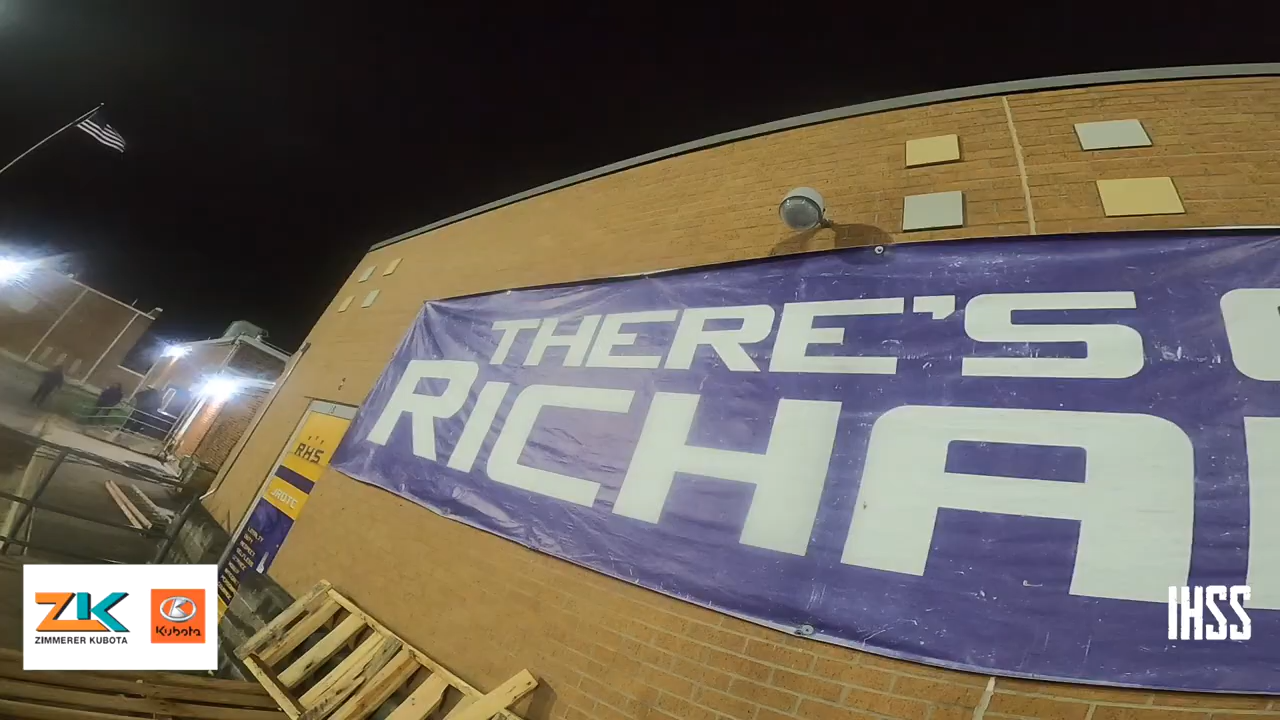 THERE'S
RICHA
RHS
JROTC
ZK
ZIMMERER KUBOTA
Kubota
IHSS